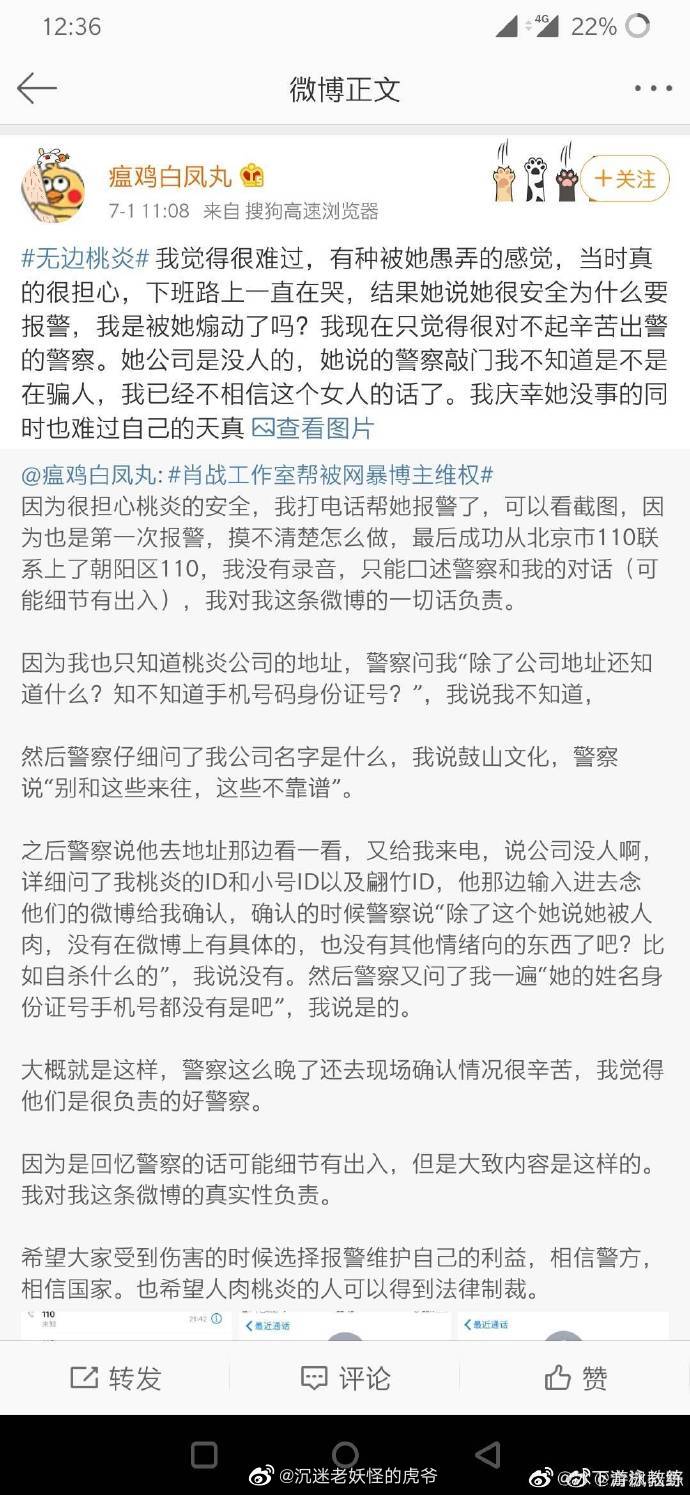 12:36
4G
22%
微博正文
瘟鸡白凤丸
+关注
7-1 11:08 来自 搜狗高速浏览器
#无边桃炎# 我觉得很难过，有种被她愚弄的感觉，当时真
的很担心，下班路上一直在哭，结果她说她很安全为什么要
报警，我是被她煽动了吗？我现在只觉得很对不起辛苦出警
的警察。她公司是没人的，她说的警察敲门我不知道是不是
在骗人，我已经不相信这个女人的话了。我庆幸她没事的同
时也难过自己的天真 查看图片
@瘟鸡白凤丸: #肖战工作室帮被网暴博主维权#
因为很担心桃炎的安全，我打电话帮她报警了，可以看截图，因
为也是第一次报警，摸不清楚怎么做，最后成功从北京市110联
系上了朝阳区110，我没有录音，只能口述警察和我的对话（可
能细节有出入），我对我这条微博的一切话负责。
因为我也只知道桃炎公司的地址，警察问我“除了公司地址还知
道什么？知不知道手机号码身份证号？”，我说我不知道，
然后警察仔细问了我公司名字是什么，我说鼓山文化，警察
说“别和这些来往，这些不靠谱”。
之后警察说他去地址那边看一看，又给我来电，说公司没人啊，
详细问了我桃炎的ID和小号ID以及翩竹ID，他那边输入进去念
他们的微博给我确认，确认的时候警察说“除了这个她说她被人
肉，没有在微博上有具体的，也没有其他情绪向的东西了吧？比
如自杀什么的”，我说没有。然后警察又问了我一遍“她的姓名身
份证号手机号都没有是吧”，我说是的。
大概就是这样，警察这么晚了还去现场确认情况很辛苦，我觉得
他们是很负责的好警察。
因为是回忆警察的话可能细节有出入，但是大致内容是这样的。
我对我这条微博的真实性负责。
希望大家受到伤害的时候选择报警维护自己的利益，相信警方，
相信国家。也希望人肉桃炎的人可以得到法律制裁。
110
未知
21:42
最近通话
最近通话
转发
评论
赞
@沉迷老妖怪的虎爷